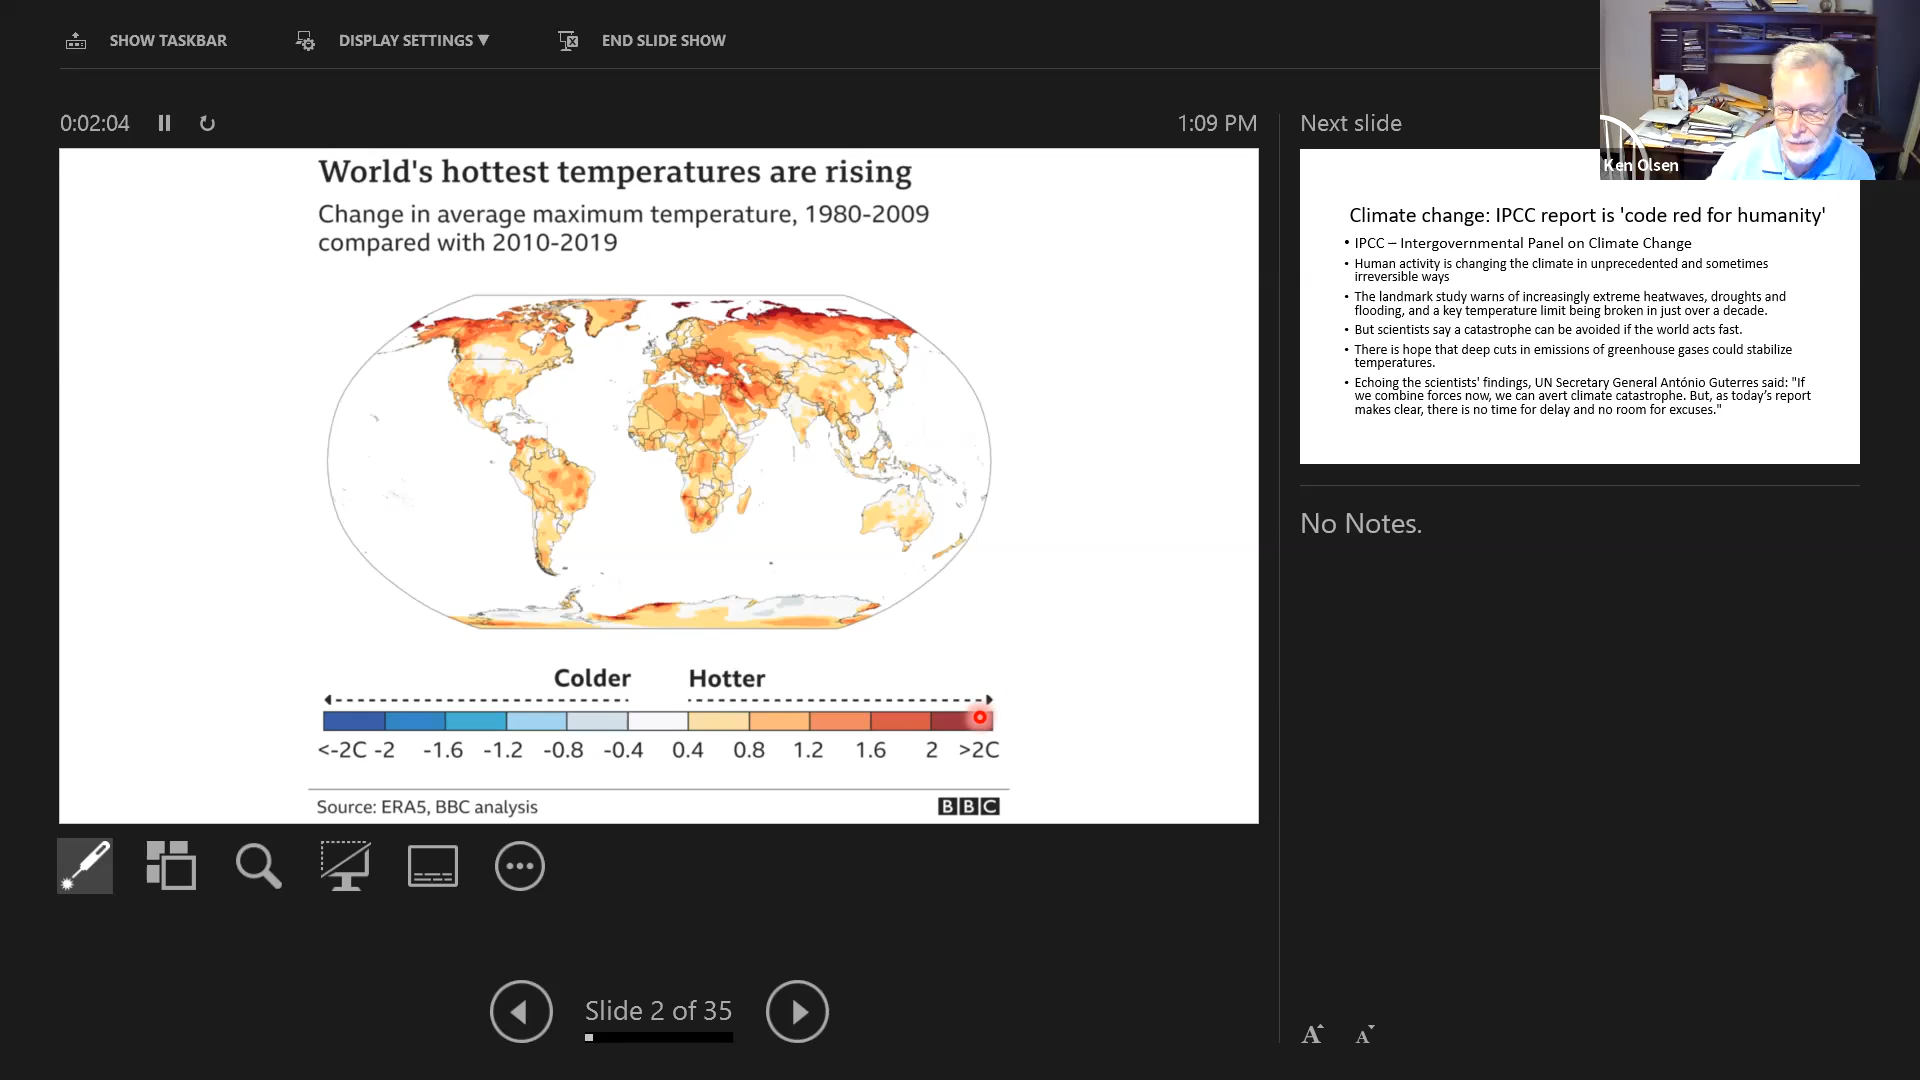 SHOW TASKBAR
DISPLAY SETTINGS ▼
END SLIDE SHOW
0:02:04
1:09 PM
Next slide
Ken Olsen
World's hottest temperatures are rising
Change in average maximum temperature, 1980-2009
compared with 2010-2019
Colder
Hotter
<-2C -2 -1.6 -1.2 -0.8 -0.4 0.4 0.8 1.2 1.6 2 >2C
Source: ERA5, BBC analysis
BBC
Climate change: IPCC report is 'code red for humanity'
• IPCC – Intergovernmental Panel on Climate Change
• Human activity is changing the climate in unprecedented and sometimes
irreversible ways
• The landmark study warns of increasingly extreme heatwaves, droughts and
flooding, and a key temperature limit being broken in just over a decade.
• But scientists say a catastrophe can be avoided if the world acts fast.
• There is hope that deep cuts in emissions of greenhouse gases could stabilize
temperatures.
• Echoing the scientists' findings, UN Secretary General António Guterres said: "If
we combine forces now, we can avert climate catastrophe. But, as today's report
makes clear, there is no time for delay and no room for excuses."
No Notes.
Slide 2 of 35
A A